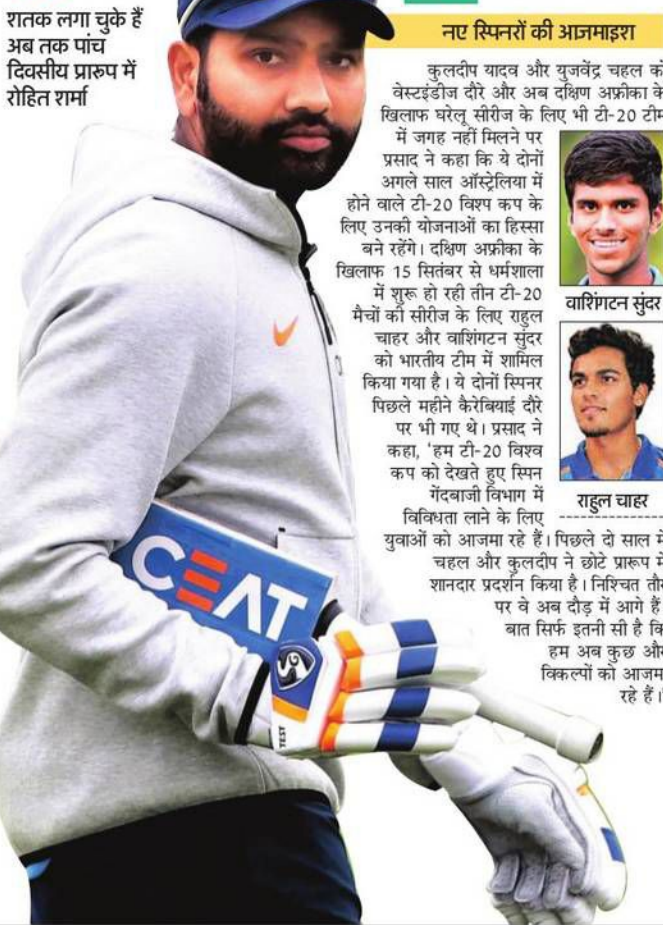 शतक लगा चुके हैं
अब तक पांच
दिवसीय प्रारूप में
रोहित शर्मा
नए स्पिनरों की आजमाइश
कुलदीप यादव और युजवेंद्र चहल को
वेस्टइंडीज दौरे और अब दक्षिण अफ्रीका के
खिलाफ घरेलू सीरीज के लिए भी टी-20 टीम
में जगह नहीं मिलने पर
प्रसाद ने कहा कि ये दोनों
अगले साल ऑस्ट्रेलिया में
होने वाले टी-20 विश्प कप के
लिए उनकी योजनाओं का हिस्सा
बने रहेंगे। दक्षिण अफ्रीका के
खिलाफ 15 सितंबर से धर्मशाला
में शुरू हो रही तीन टी-20
मैचों की सीरीज के लिए राहुल
चाहर और वाशिंगटन सुंदर
को भारतीय टीम में शामिल
किया गया है। ये दोनों स्पिनर
पिछले महीने कैरेबियाई दौरे
पर भी गए थे। प्रसाद ने
कहा, 'हम टी-20 विश्व
कप को देखते हुए स्पिन
गेंदबाजी विभाग में
विविधता लाने के लिए
युवाओं को आजमा रहे हैं। पिछले दो साल में
चहल और कुलदीप ने छोटे प्रारूप में
शानदार प्रदर्शन किया है। निश्चित तौर
पर वे अब दौड़ में आगे हैं
बात सिर्फ इतनी सी है कि
हम अब कुछ और
विकल्पों को आजमा
रहे हैं।'
वाशिंगटन सुंदर
राहुल चाहर
CEAT
SG
TEST